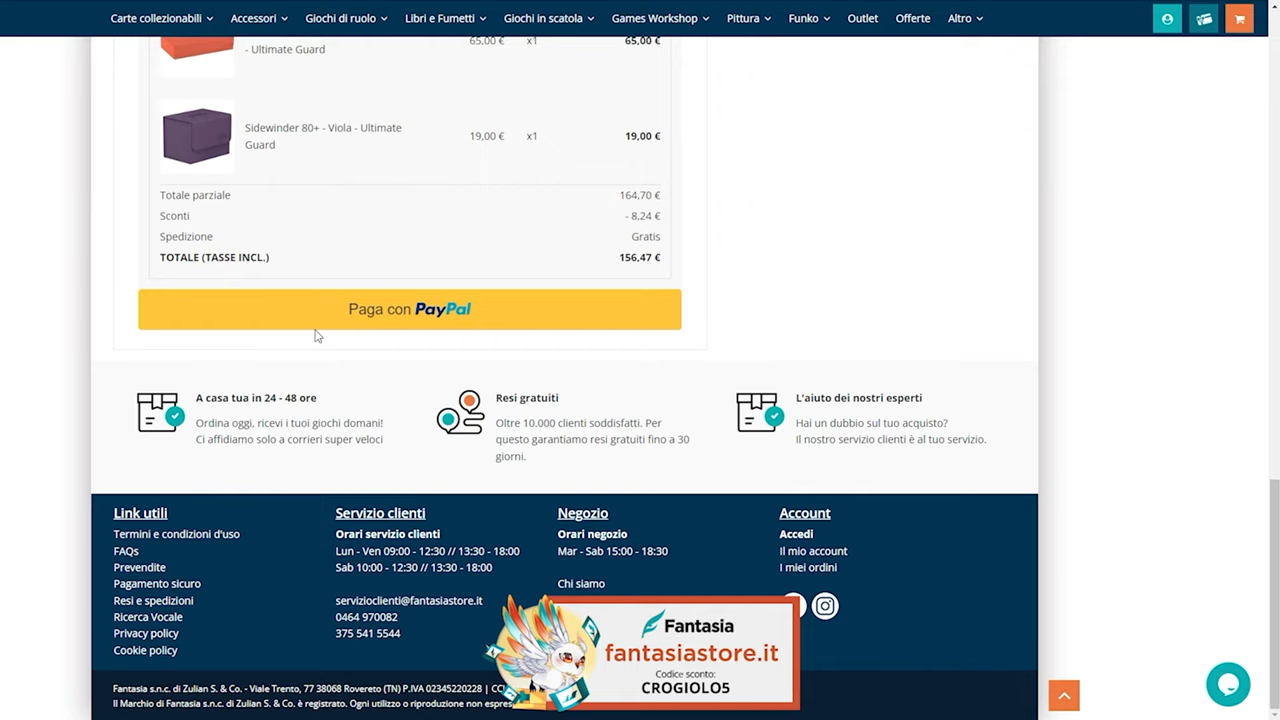 Carte collezionabili Accessori Giochi di ruolo Libri e Fumetti Giochi in scatola Games Workshop Pittura Funko Outlet Offerte Altro
- Ultimate Guard 65,00 € x1 65,00 €
Sidewinder 80+ - Viola - Ultimate
Guard
19,00 € x1 19,00 €
Totale parziale 164,70 €
Sconti - 8,24 €
Spedizione Gratis
TOTALE (TASSE INCL.) 156,47 €
Paga con PayPal
A casa tua in 24 - 48 ore
Ordina oggi, ricevi i tuoi giochi domani!
Ci affidiamo solo a corrieri super veloci
Resi gratuiti
Oltre 10.000 clienti soddisfatti. Per
questo garantiamo resi gratuiti fino a 30
giorni.
L'aiuto dei nostri esperti
Hai un dubbio sul tuo acquisto?
Il nostro servizio clienti è al tuo servizio.
Link utili
Termini e condizioni d'uso
FAQs
Prevendite
Pagamento sicuro
Resi e spedizioni
Ricerca Vocale
Privacy policy
Cookie policy
Servizio clienti
Orari servizio clienti
Lun - Ven 09:00 - 12:30 // 13:30 - 18:00
Sab 10:00 - 12:30 // 13:30 - 18:00
servizioclienti@fantasiastore.it
0464 970082
375 541 5544
Negozio
Orari negozio
Mar - Sab 15:00 - 18:30
Chi siamo
Account
Accedi
Il mio account
I miei ordini
Fantasia
fantasiastore.it
Codice sconto:
CROGIOLO5
Fantasia s.n.c. di Zulian S. & Co. - Viale Trento, 77 38068 Rovereto (TN) P.IVA 02345220228 | CC
Il Marchio di Fantasia s.n.c. di Zulian S. & Co. è registrato. Ogni utilizzo o riproduzione non espres